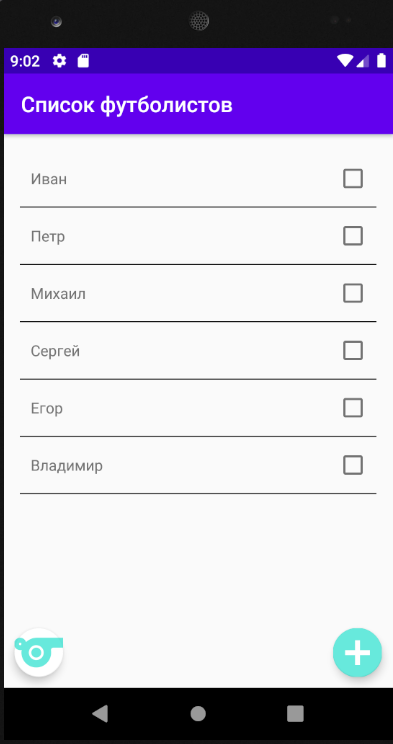 9:02
Список футболистов
Иван
Петр
Михаил
Сергей
Егор
Владимир